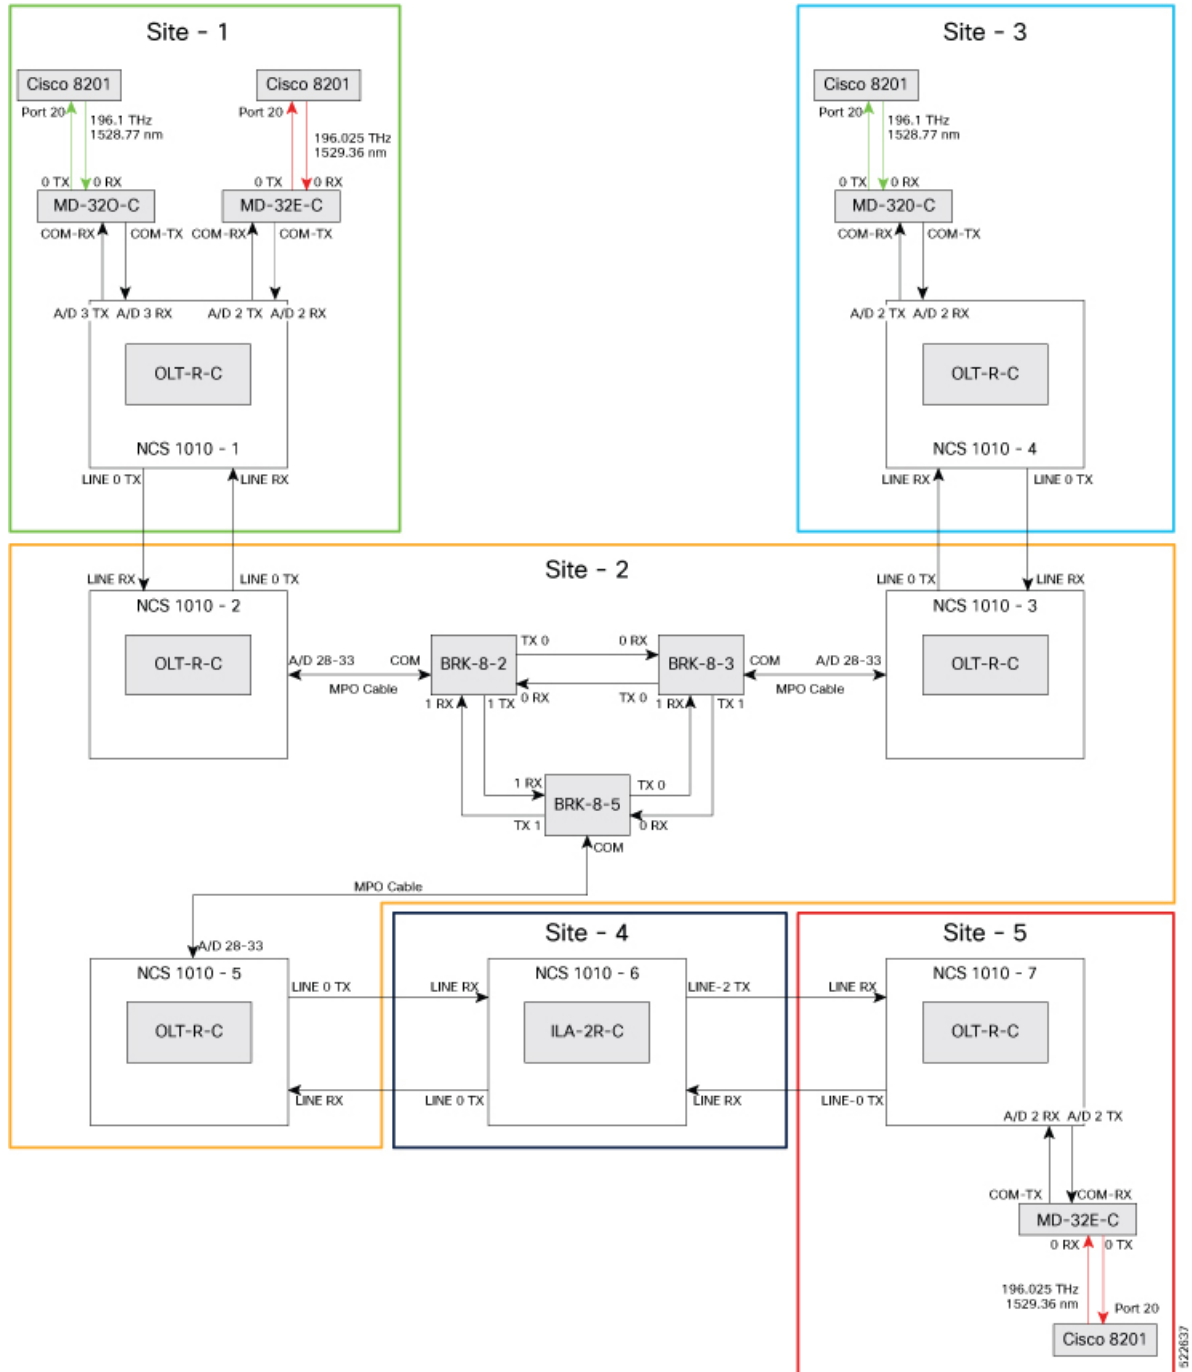 Site - 1
Site - 3
Cisco 8201
Cisco 8201
Cisco 8201
Port 20
196.1 THz
1528.77 nm
Port 20
196.025 THz
1529.36 nm
Port 20
196.1 THz
1528.77 nm
0 TX
0 RX
0 TX
0 RX
0 TX
0 RX
MD-32O-C
MD-32E-C
MD-320-C
COM-RX
COM-TX
COM-RX
COM-TX
COM-RX
COM-TX
A/D 3 TX
A/D 3 RX
A/D 2 TX
A/D 2 RX
A/D 2 TX
A/D 2 RX
OLT-R-C
OLT-R-C
NCS 1010 - 1
NCS 1010 - 4
LINE 0 TX
LINE RX
LINE RX
LINE 0 TX
Site - 2
LINE RX
LINE 0 TX
LINE 0 TX
LINE RX
NCS 1010 - 2
NCS 1010 - 3
OLT-R-C
OLT-R-C
A/D 28-33
COM
MPO Cable
BRK-8-2
TX 0
0 RX
BRK-8-3
COM
A/D 28-33
MPO Cable
1 RX
1 TX
0 RX
TX 0
1 RX
TX 1
1 RX
TX 0
BRK-8-5
TX 1
0 RX
COM
MPO Cable
A/D 28-33
Site - 4
Site - 5
NCS 1010 - 5
NCS 1010 - 6
NCS 1010 - 7
LINE 0 TX
LINE RX
LINE-2 TX
LINE RX
OLT-R-C
ILA-2R-C
OLT-R-C
LINE RX
LINE 0 TX
LINE RX
LINE-0 TX
A/D 2 RX
A/D 2 TX
COM-TX
COM-RX
MD-32E-C
0 RX
0 TX
196.025 THz
1529.36 nm
Port 20
Cisco 8201
522637